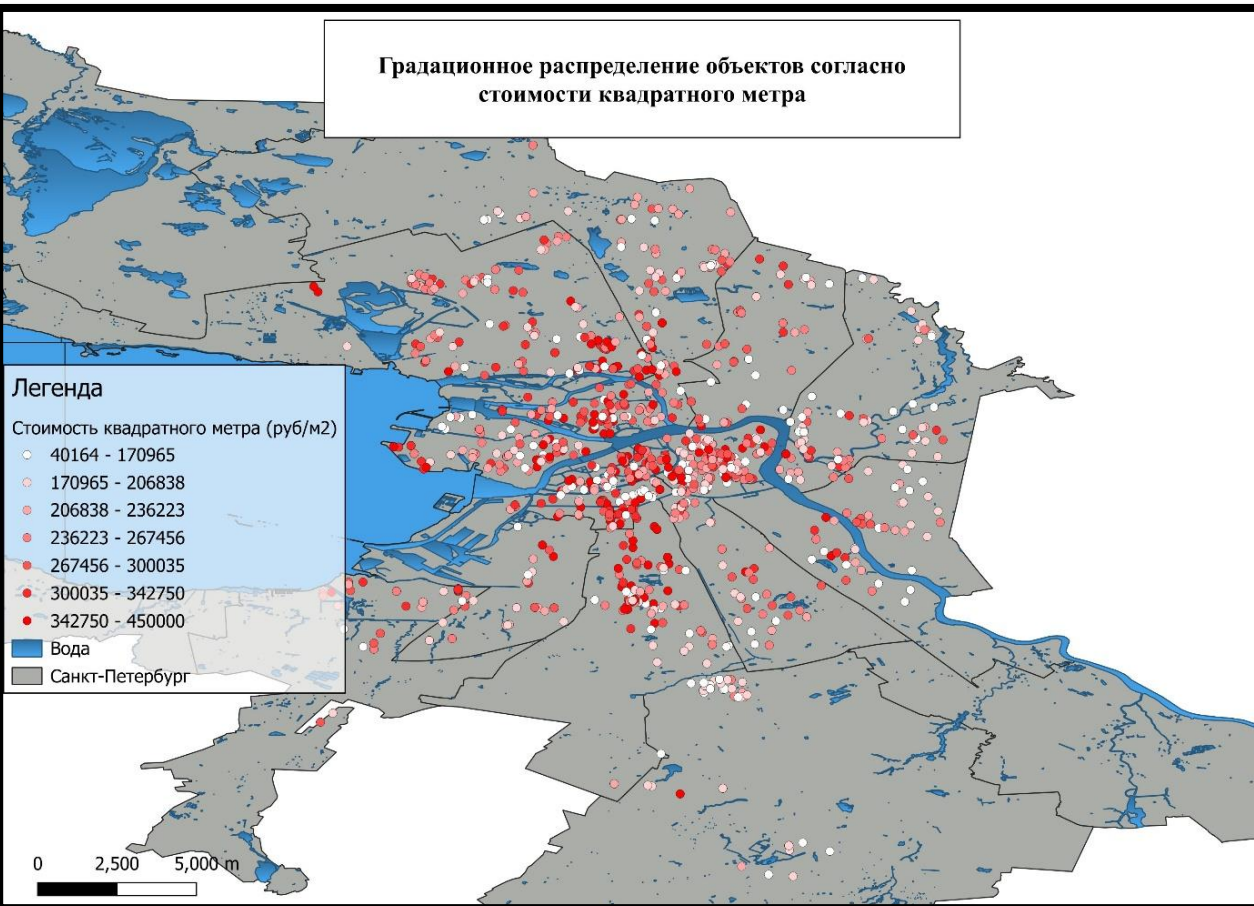 Градационное распределение объектов согласно
стоимости квадратного метра
Легенда
Стоимость квадратного метра (руб/м2)
40164 - 170965
170965 - 206838
206838 - 236223
236223 - 267456
267456 - 300035
300035 - 342750
342750 - 450000
Вода
Санкт-Петербург
0 2,500 5,000 m